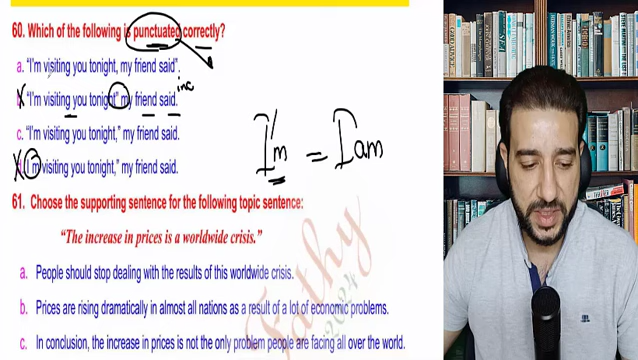 60. Which of the following is punctuated correctly?
a. "I'm visiting you tonight, my friend said".
"I'm visiting you tonight" my friend said. inc
c. "I'm visiting you tonight," my friend said.
I'm visiting you tonight," my friend said.
I'm = I am
61. Choose the supporting sentence for the following topic sentence:
"The increase in prices is a worldwide crisis."
a. People should stop dealing with the results of this worldwide crisis.
b. Prices are rising dramatically in almost all nations as a result of a lot of economic problems.
c. In conclusion, the increase in prices is not the only problem people are facing all over the world.
Fathy
2024